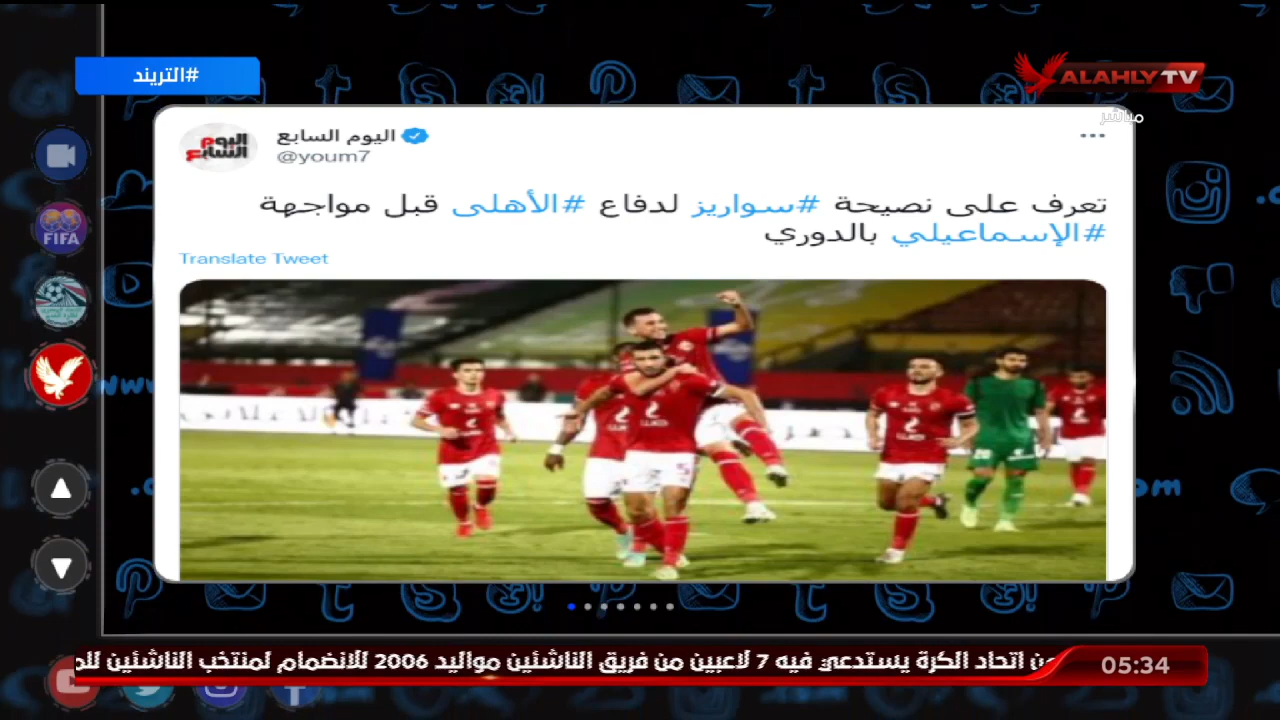 #التريند
ALAHLY TV
مباشر
اليوم السابع
@youm7
تعرف على نصيحة #سواريز لدفاع #الأهلى قبل مواجهة
#الإسماعيلي بالدوري
Translate Tweet
FIFA
اتحاد الكرة يستدعي فيه 7 لاعبين من فريق الناشئين مواليد 2006 للانضمام لمنتخب الناشئين
05:34